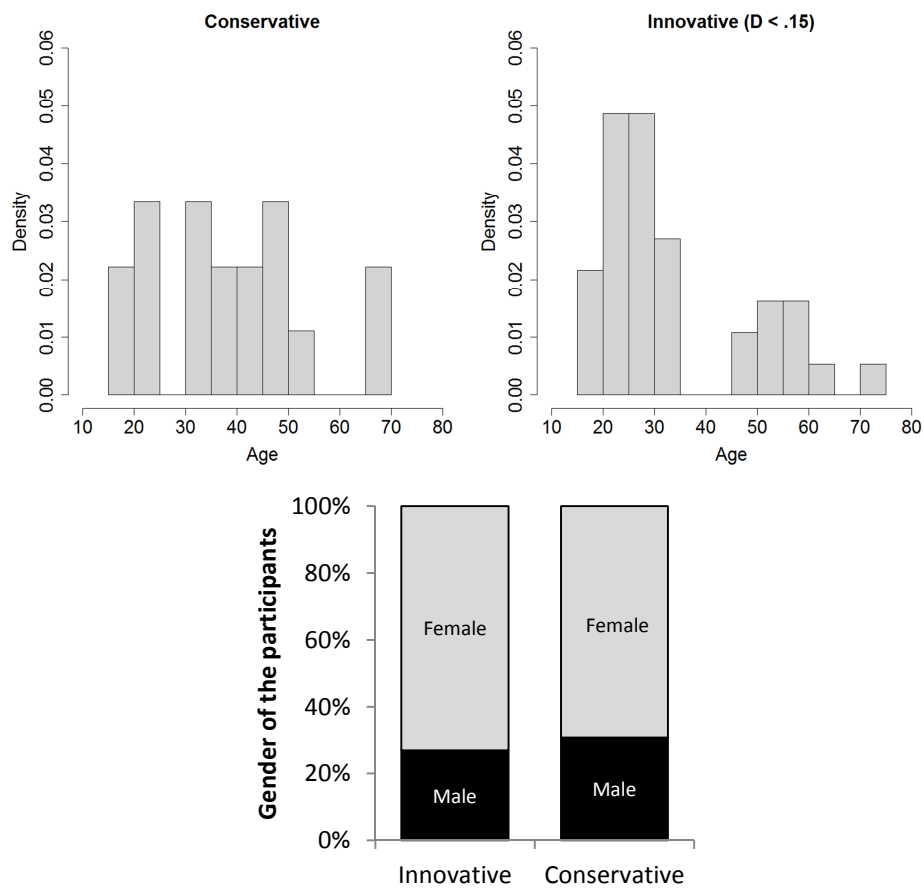 Conservative
Density
0.00 0.01 0.02 0.03 0.04 0.05 0.06
10 20 30 40 50 60 70 80
Age
Innovative (D < .15)
Density
0.00 0.01 0.02 0.03 0.04 0.05 0.06
10 20 30 40 50 60 70 80
Age
Gender of the participants
100%
80%
60%
40%
20%
0%
Female
Female
Male
Male
Innovative
Conservative